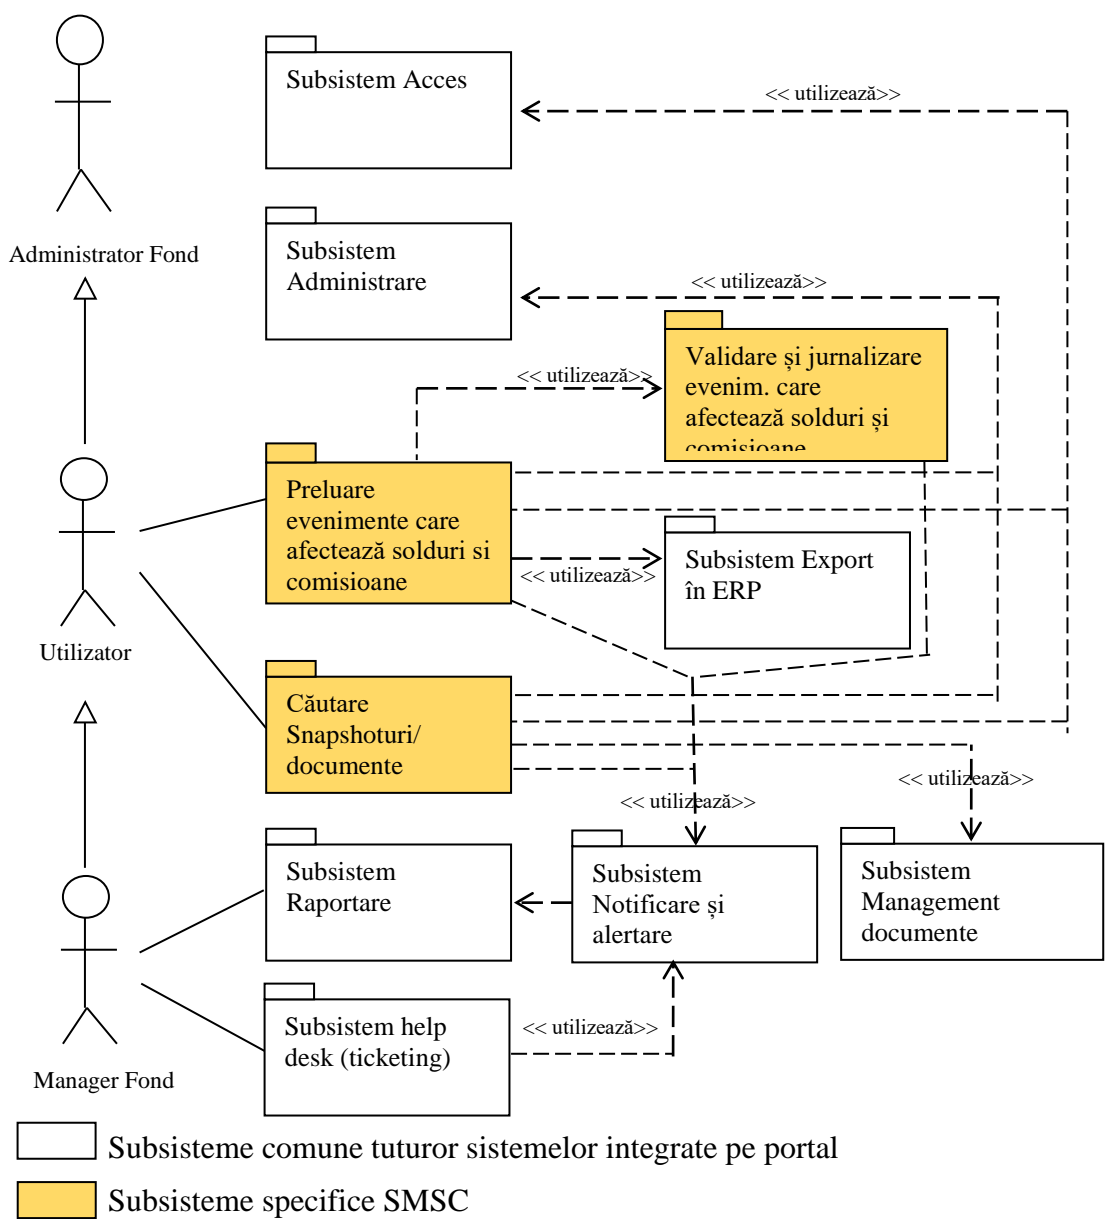 Subsistem Acces
<< utilizează>>
Administrator Fond
Subsistem
Administrare
<< utilizează>>
Validare și jurnalizare
evenim. care
afectează solduri și
comisioane
<< utilizează>>
Preluare
evenimente care
afectează solduri si
comisioane
Subsistem Export
în ERP
<< utilizează>>
Utilizator
Căutare
Snapshoturi/
documente
<< utilizează>>
<< utilizează>>
Subsistem
Raportare
Subsistem
Notificare și
alertare
Subsistem
Management
documente
Subsistem help
desk (ticketing)
<< utilizează>>
Manager Fond
Subsisteme comune tuturor sistemelor integrate pe portal
Subsisteme specifice SMSC